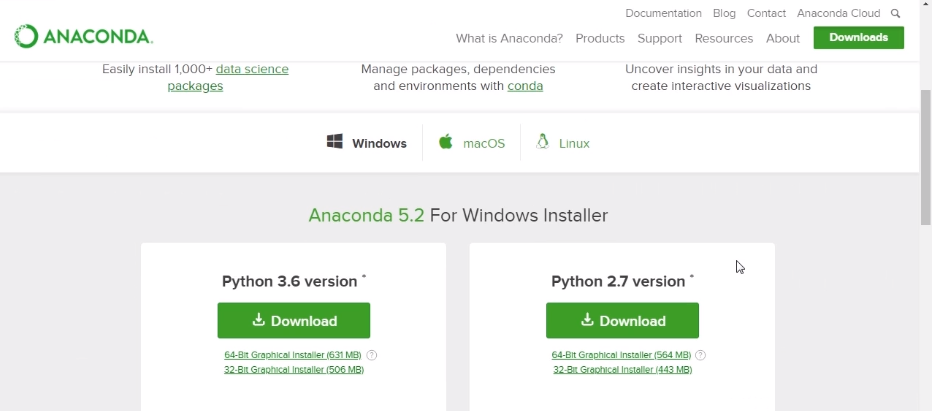 Documentation Blog Contact Anaconda Cloud
ANACONDA.
What is Anaconda? Products Support Resources About Downloads
Easily install 1,000+ data science packages
Manage packages, dependencies and environments with conda
Uncover insights in your data and create interactive visualizations
Windows macOS Linux
Anaconda 5.2 For Windows Installer
Python 3.6 version *
Download
64-Bit Graphical Installer (631 MB) ?
32-Bit Graphical Installer (506 MB)
Python 2.7 version *
Download
64-Bit Graphical Installer (564 MB) ?
32-Bit Graphical Installer (443 MB)